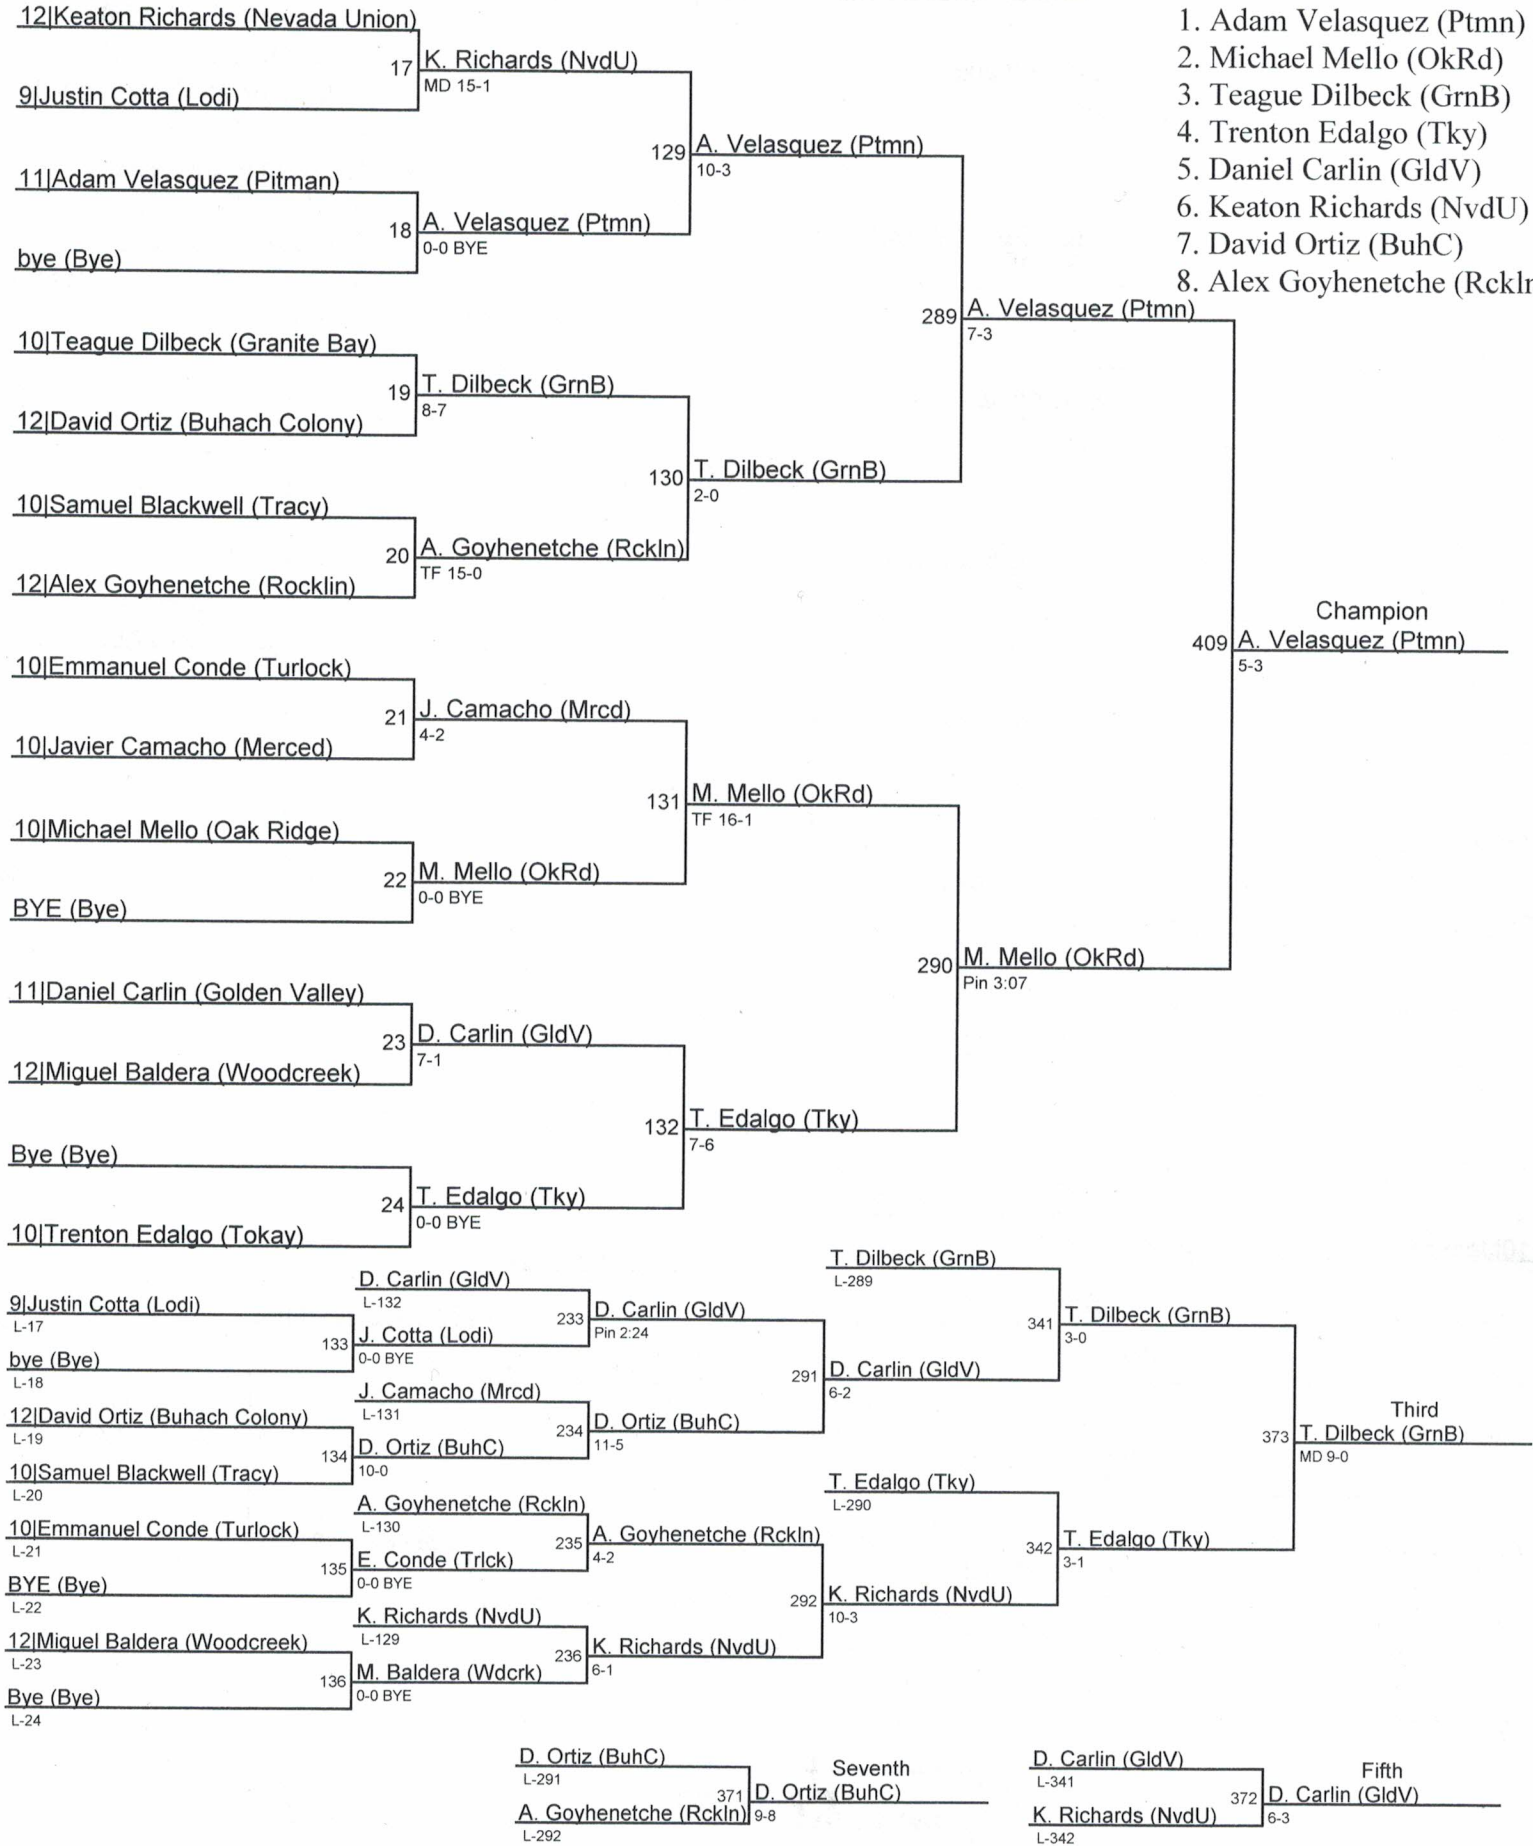 1. Adam Velasquez (Ptmn)
2. Michael Mello (OkRd)
3. Teague Dilbeck (GrnB)
4. Trenton Edalgo (Tky)
5. Daniel Carlin (GldV)
6. Keaton Richards (NvdU)
7. David Ortiz (BuhC)
8. Alex Goyhenetche (Rckln
12|Keaton Richards (Nevada Union)
17
K. Richards (NvdU)
MD 15-1
9|Justin Cotta (Lodi)
129
A. Velasquez (Ptmn)
10-3
11|Adam Velasquez (Pitman)
18
A. Velasquez (Ptmn)
0-0 BYE
bye (Bye)
289
A. Velasquez (Ptmn)
7-3
10|Teague Dilbeck (Granite Bay)
19
T. Dilbeck (GrnB)
8-7
12|David Ortiz (Buhach Colony)
130
T. Dilbeck (GrnB)
2-0
10|Samuel Blackwell (Tracy)
20
A. Goyhenetche (Rckln)
TF 15-0
12|Alex Goyhenetche (Rocklin)
Champion
409
A. Velasquez (Ptmn)
5-3
10|Emmanuel Conde (Turlock)
21
J. Camacho (Mrcd)
4-2
10|Javier Camacho (Merced)
131
M. Mello (OkRd)
TF 16-1
10|Michael Mello (Oak Ridge)
22
M. Mello (OkRd)
0-0 BYE
BYE (Bye)
290
M. Mello (OkRd)
Pin 3:07
11|Daniel Carlin (Golden Valley)
23
D. Carlin (GldV)
7-1
12|Miguel Baldera (Woodcreek)
132
T. Edalgo (Tky)
7-6
Bye (Bye)
24
T. Edalgo (Tky)
0-0 BYE
10|Trenton Edalgo (Tokay)
9|Justin Cotta (Lodi)
L-17
bye (Bye)
L-18
12|David Ortiz (Buhach Colony)
L-19
10|Samuel Blackwell (Tracy)
L-20
10|Emmanuel Conde (Turlock)
L-21
BYE (Bye)
L-22
12|Miguel Baldera (Woodcreek)
L-23
Bye (Bye)
L-24
D. Carlin (GldV)
L-132
133
J. Cotta (Lodi)
0-0 BYE
J. Camacho (Mrcd)
L-131
134
D. Ortiz (BuhC)
10-0
A. Goyhenetche (Rckln)
L-130
135
E. Conde (Trlck)
0-0 BYE
K. Richards (NvdU)
L-129
136
M. Baldera (Wdcrk)
0-0 BYE
233
D. Carlin (GldV)
Pin 2:24
234
D. Ortiz (BuhC)
11-5
235
A. Goyhenetche (Rckln)
4-2
236
K. Richards (NvdU)
6-1
T. Dilbeck (GrnB)
L-289
291
D. Carlin (GldV)
6-2
T. Edalgo (Tky)
L-290
292
K. Richards (NvdU)
10-3
341
T. Dilbeck (GrnB)
3-0
342
T. Edalgo (Tky)
3-1
Third
373
T. Dilbeck (GrnB)
MD 9-0
D. Ortiz (BuhC)
L-291
A. Goyhenetche (Rckln)
L-292
Seventh
371
D. Ortiz (BuhC)
9-8
D. Carlin (GldV)
L-341
K. Richards (NvdU)
L-342
Fifth
372
D. Carlin (GldV)
6-3